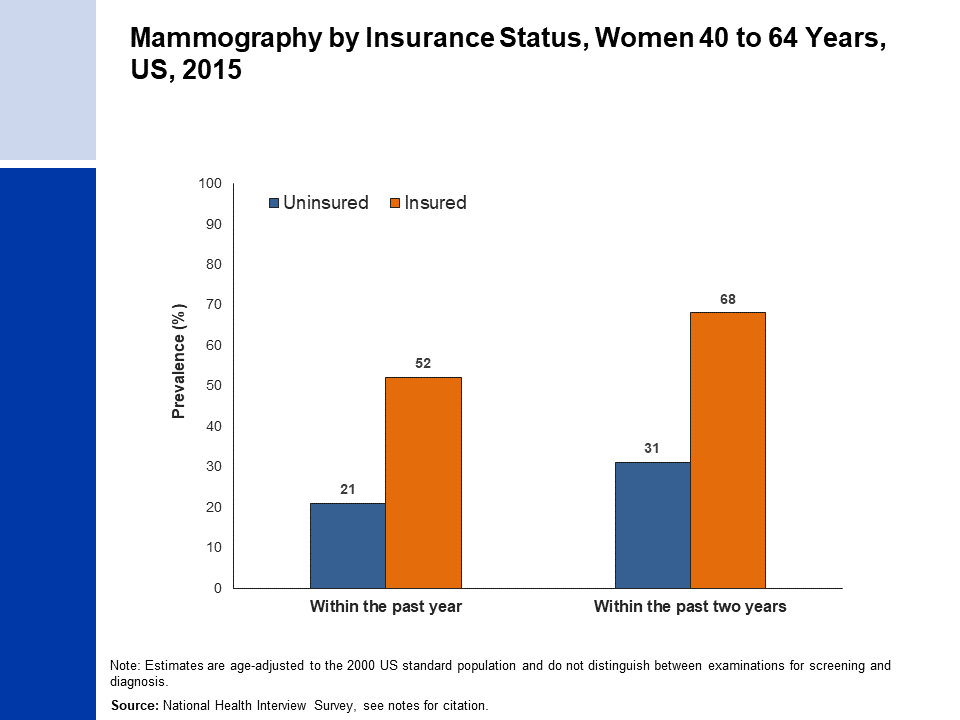 Mammography by Insurance Status, Women 40 to 64 Years,
US, 2015
100
90
80
70
60
50
40
30
20
10
0
Prevalence (%)
Uninsured Insured
21
52
31
68
Within the past year
Within the past two years
Note: Estimates are age-adjusted to the 2000 US standard population and do not distinguish between examinations for screening and
diagnosis.
Source: National Health Interview Survey, see notes for citation.